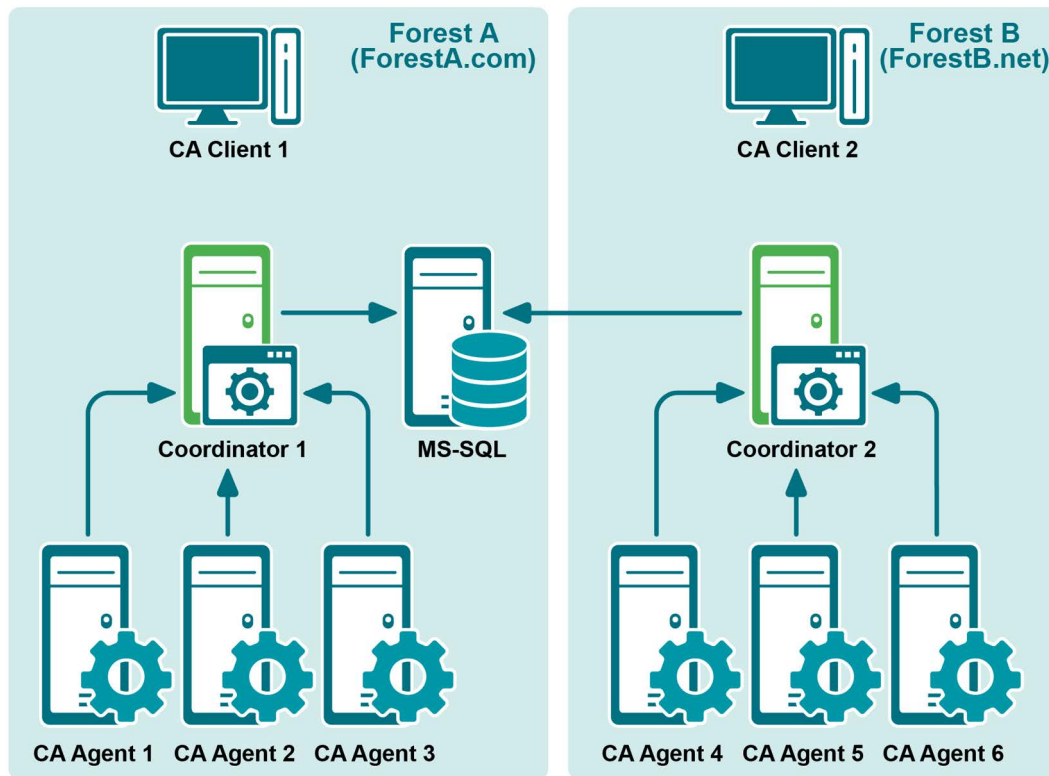 Forest A
(ForestA.com)
CA Client 1
Forest B
(ForestB.net)
CA Client 2
Coordinator 1
MS-SQL
Coordinator 2
CA Agent 1
CA Agent 2
CA Agent 3
CA Agent 4
CA Agent 5
CA Agent 6